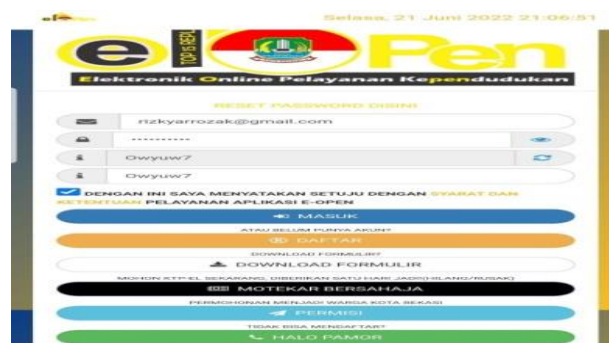 Selasa, 21 Juni 2022 21:06:51
e Open
TOP is REPU
Elektronik Online Pelayanan Kependudukan
RESET PASSWORD DISINI
rizkyarrozak@gmail.com
••••••••••
Owyuw7
Owyuw7
DENGAN INI SAYA MENYATAKAN SETUJU DENGAN SYARAT DAN
KETENTUAN PELAYANAN APLIKASI E-OPEN
MASUK
ATAU BELUM PUNYA AKUN?
DAFTAR
DOWNLOAD FORMULIR?
DOWNLOAD FORMULIR
MOHON KTP-EL SEKARANG, DIBERIKAN SATU HARI JADI(HILANG/RUSAK)
MOTEKAR BERSAHAJA
PERMOHONAN MENJADI WARGA KOTA BEKASI
PERMISI
TIDAK BISA MENDAFTAR?
HALO PAMOR